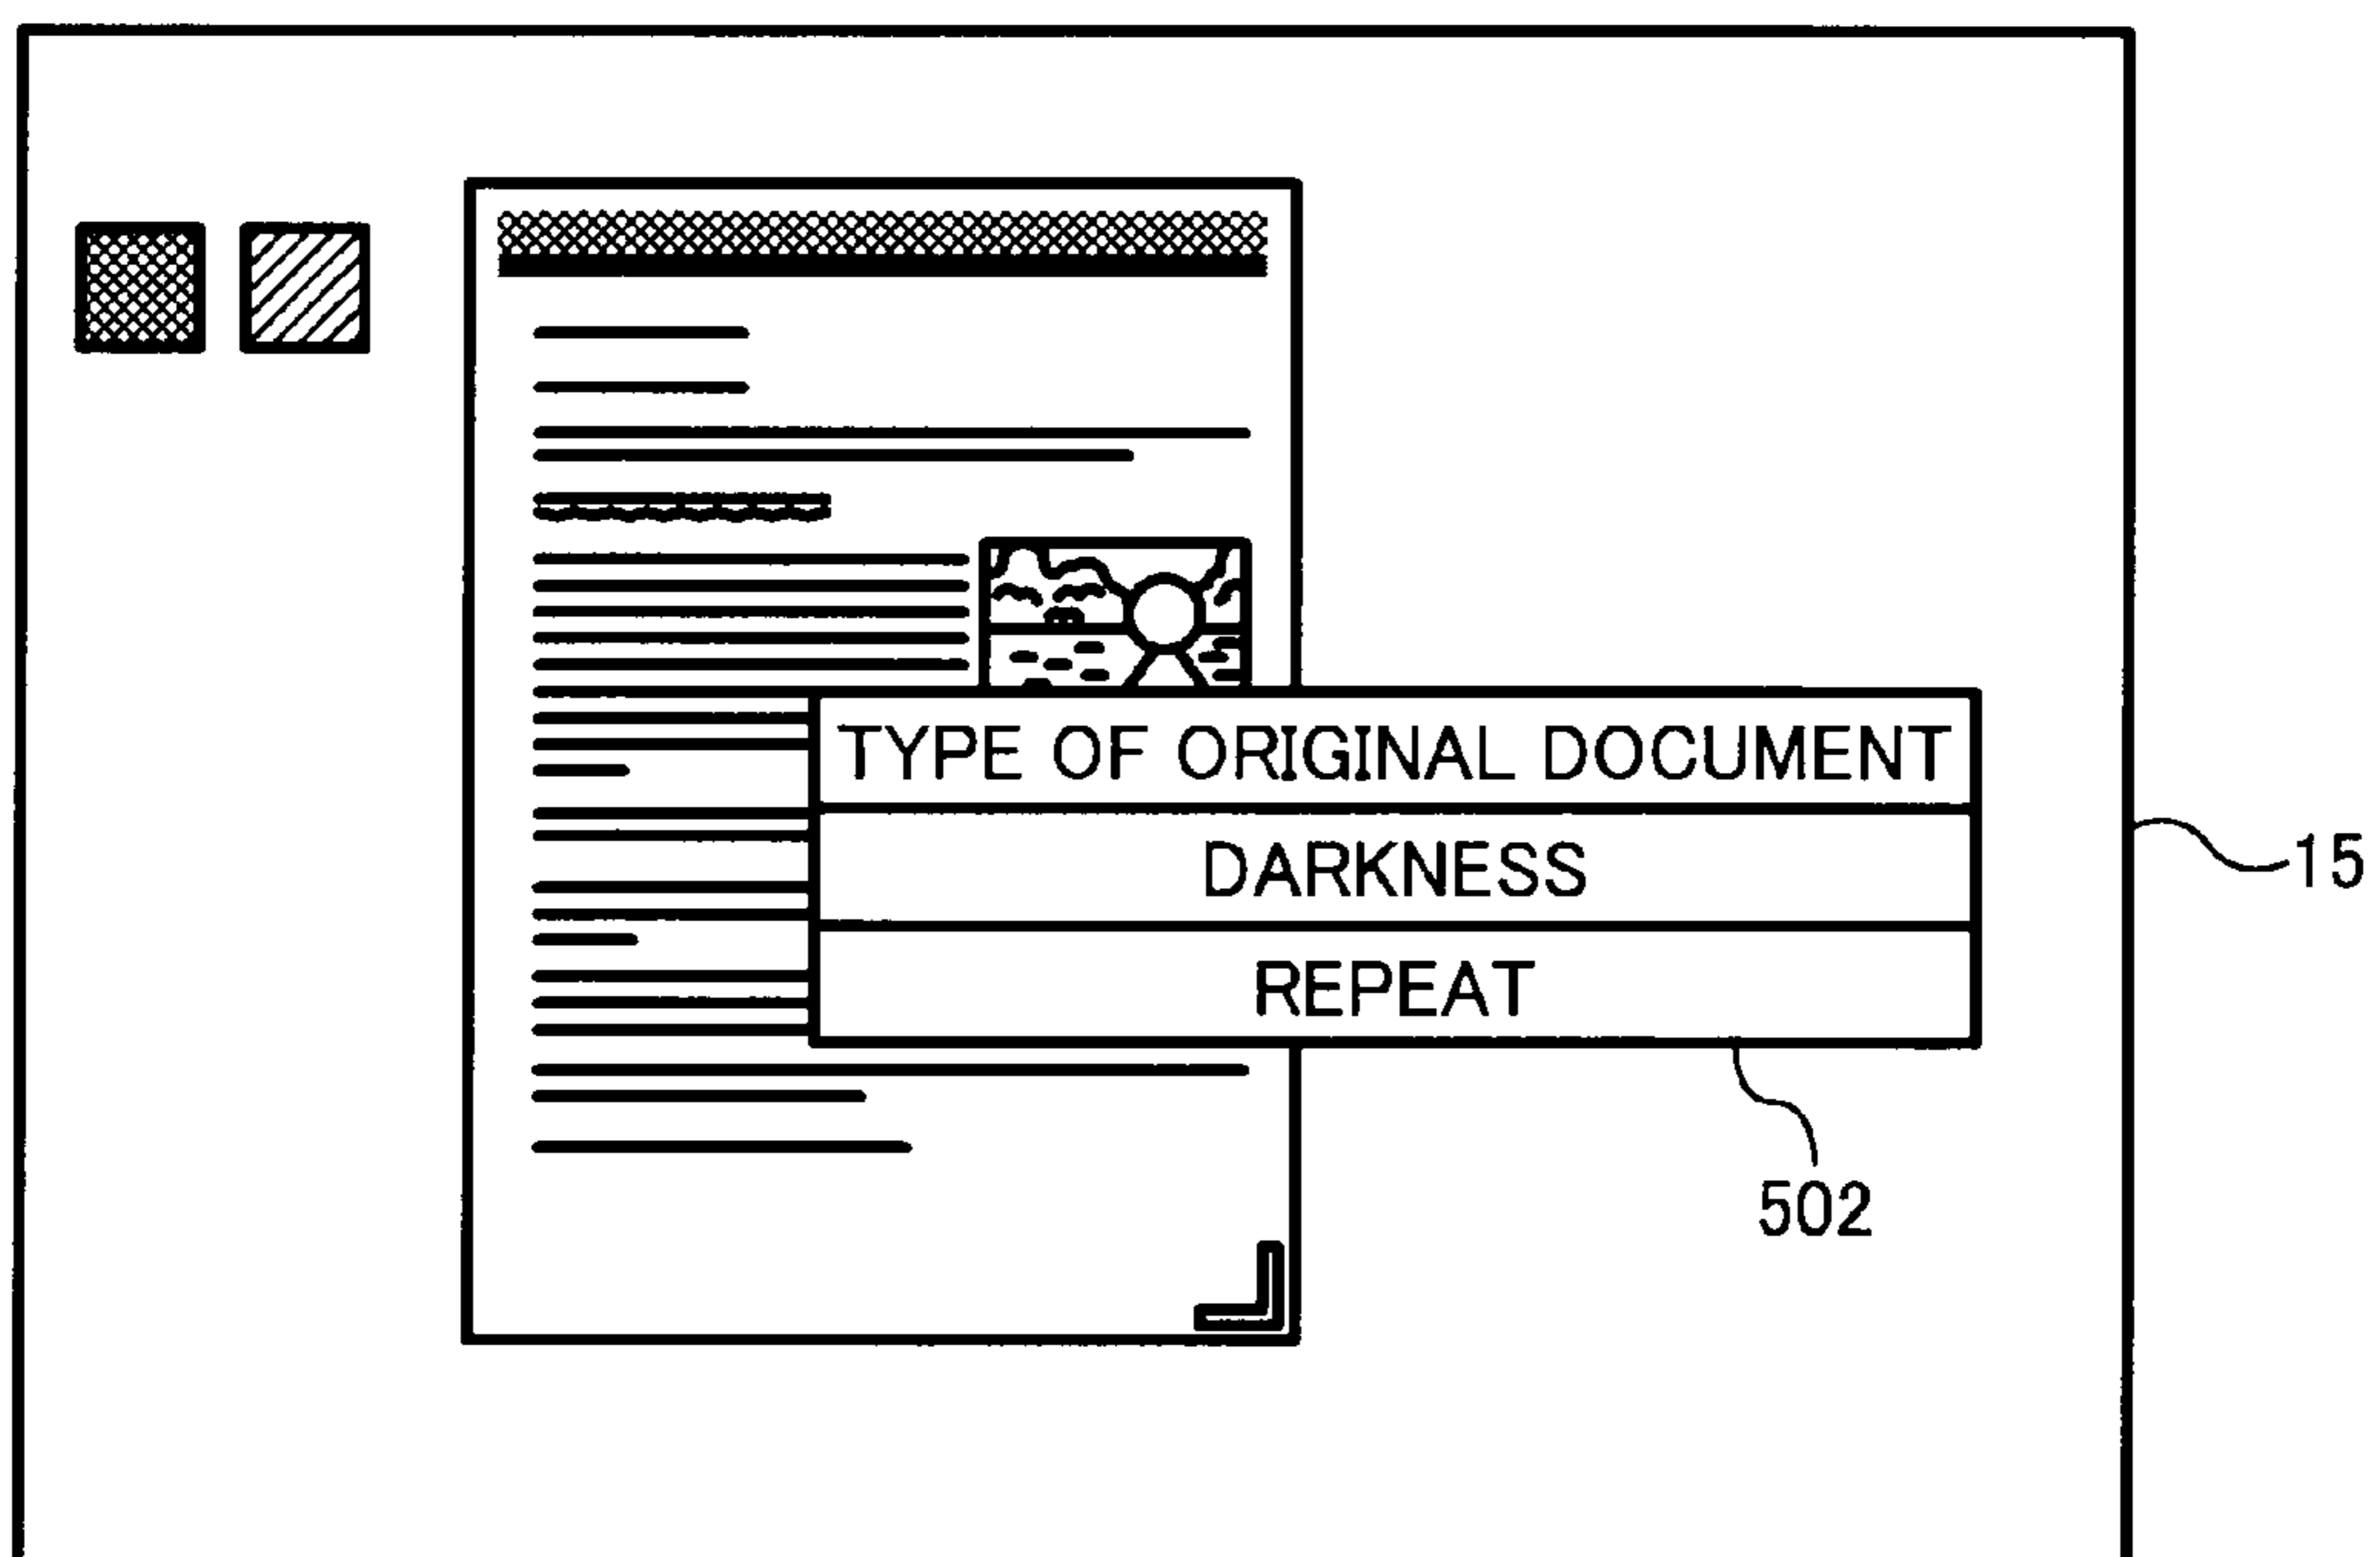 TYPE OF ORIGINAL DOCUMENT
DARKNESS
REPEAT
15
502